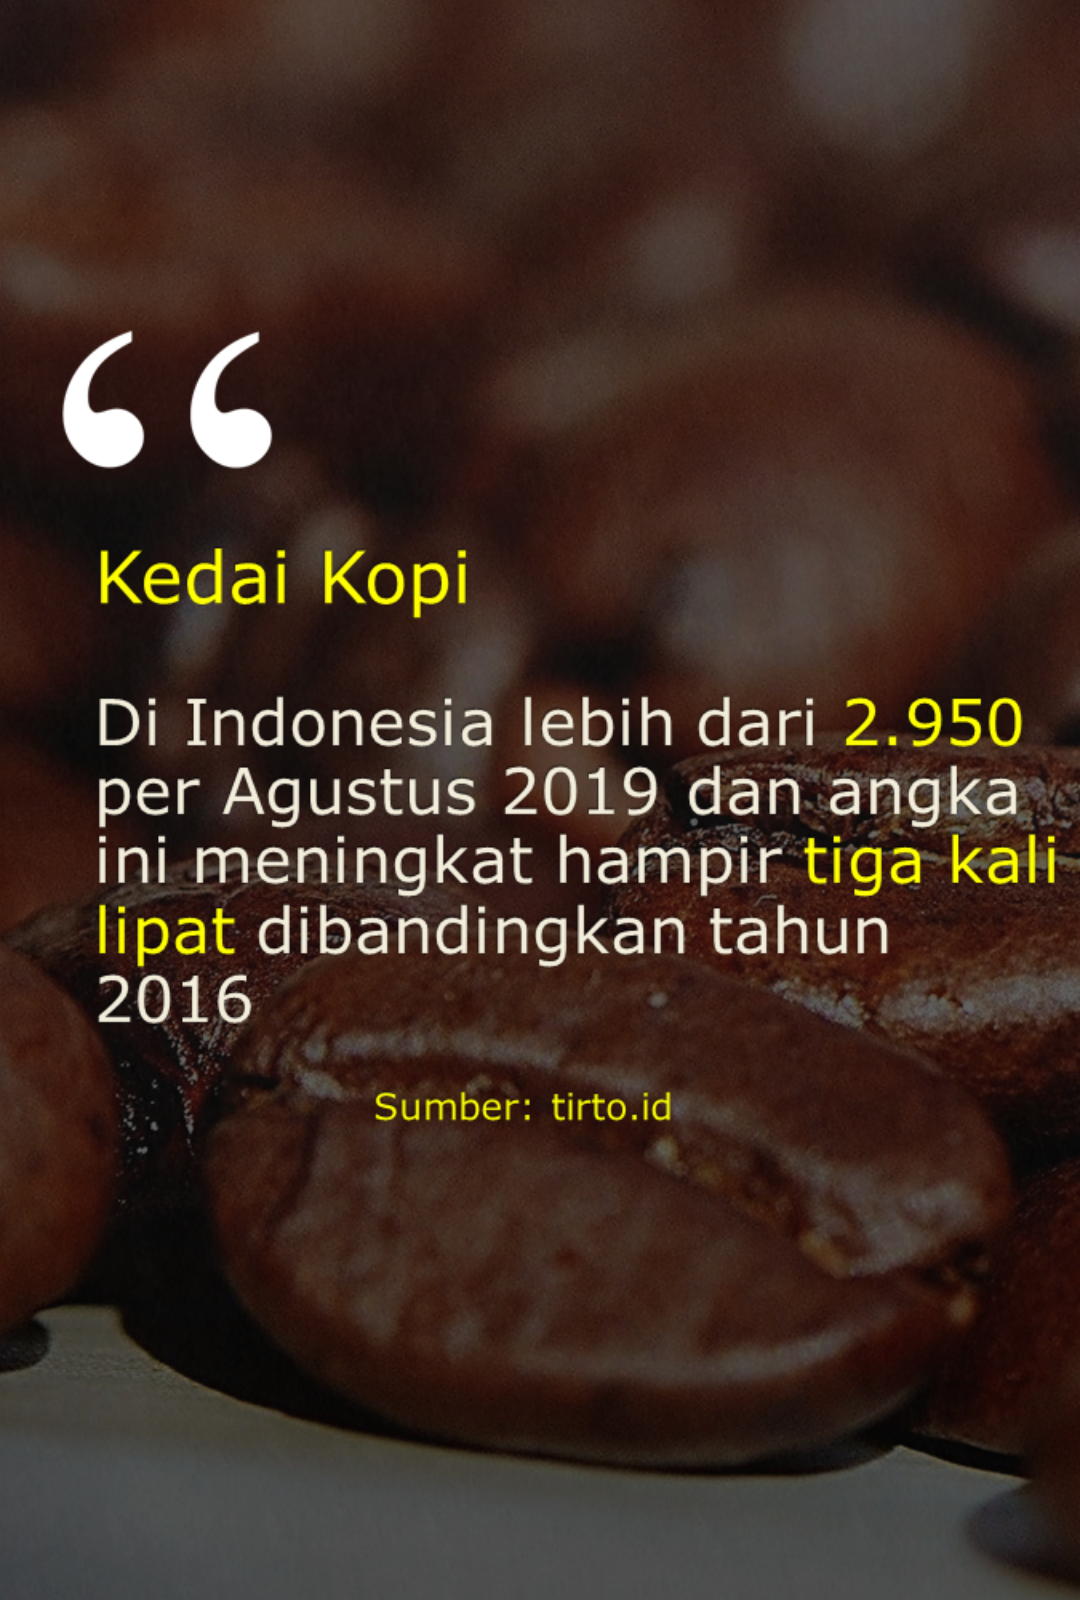 “
Kedai Kopi
Di Indonesia lebih dari 2.950
per Agustus 2019 dan angka
ini meningkat hampir tiga kali
lipat dibandingkan tahun
2016
Sumber: tirto.id